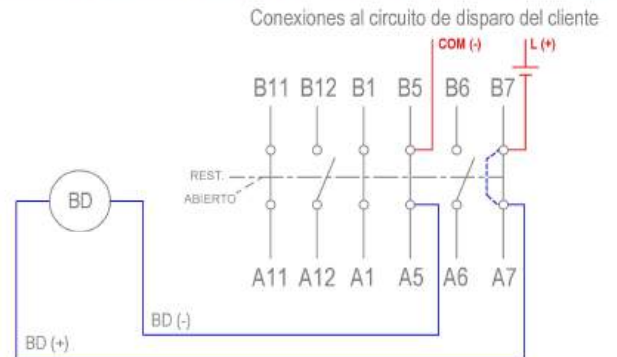 Conexiones al circuito de disparo del cliente
COM (-)
L (+)
B11 B12 B1 B5 B6 B7
REST.
ABIERTO
BD
A11 A12 A1 A5 A6 A7
BD (-)
BD (+)